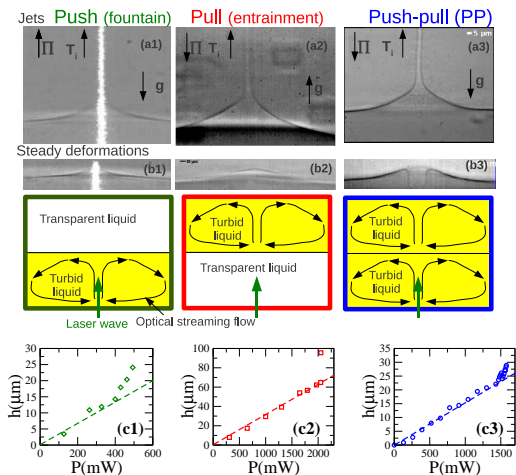 Push (fountain) Pull (entrainment) Push-pull (PP)
Jets
Π τi (a1) Π τi (a2) Π τi (a3) 5 µm
g g g
Steady deformations
(b1) (b2) (b3)
Transparent liquid Turbid liquid Turbid liquid
Turbid liquid Transparent liquid Turbid liquid
Laser wave Optical streaming flow
h(µm) 30 25 20 15 10 5 0 (c1) 0 200 400 600 P(mW)
h(µm) 100 80 60 40 20 0 (c2) 0 500 1000 1500 2000 P(mW)
h(µm) 35 30 25 20 15 10 5 0 (c3) 0 500 1000 1500 P(mW)